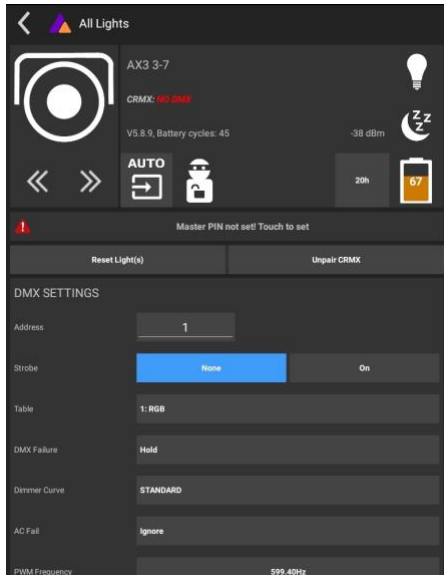 All Lights
AX3 3-7
CRMX: NO DMX
V5.8.9, Battery cycles: 45
-38 dBm
Zzz
AUTO
20h
67
Master PIN not set! Touch to set
Reset Light(s)
Unpair CRMX
DMX SETTINGS
Address
1
Strobe
None
On
Table
1: RGB
DMX Failure
Hold
Dimmer Curve
STANDARD
AC Fail
Ignore
PWM Frequency
599.40Hz